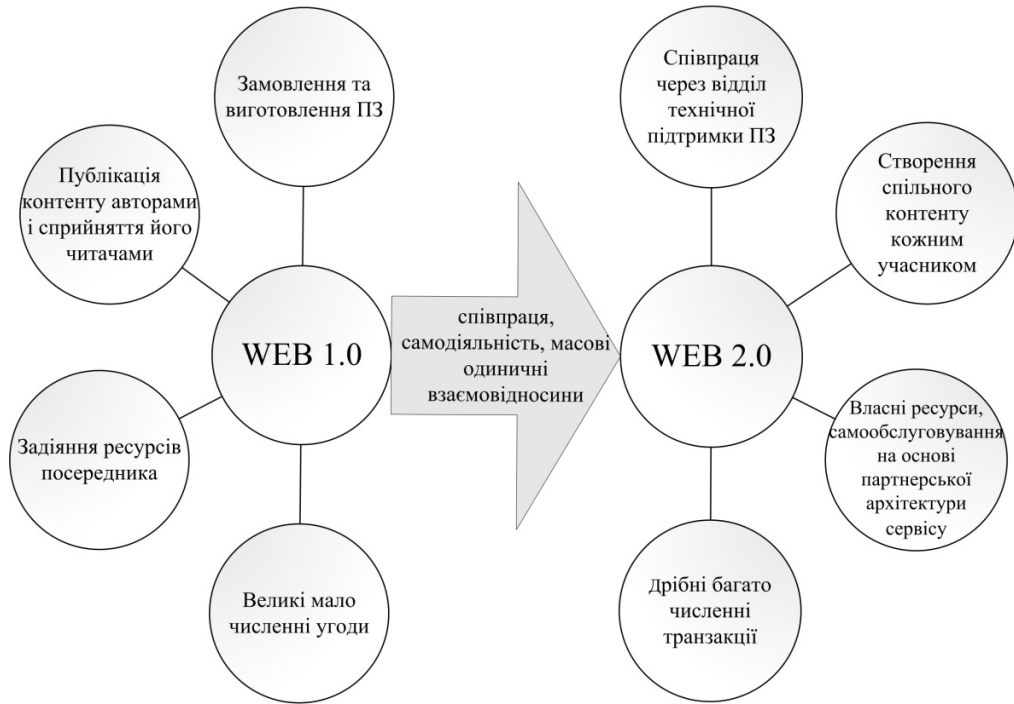 Замовлення та
виготовлення ПЗ
Публікація
контенту авторами
і сприйняття його
читачами
WEB 1.0
Задіяння ресурсів
посередника
Великі мало
численні угоди
співпраця,
самодіяльність, масові
одиничні
взаємовідносини
Співпраця
через відділ
технічної
підтримки ПЗ
Створення
спільного
контенту
кожним
учасником
WEB 2.0
Власні ресурси,
самообслуговування
на основі
партнерської
архітектури
сервісу
Дрібні багато
численні
транзакції